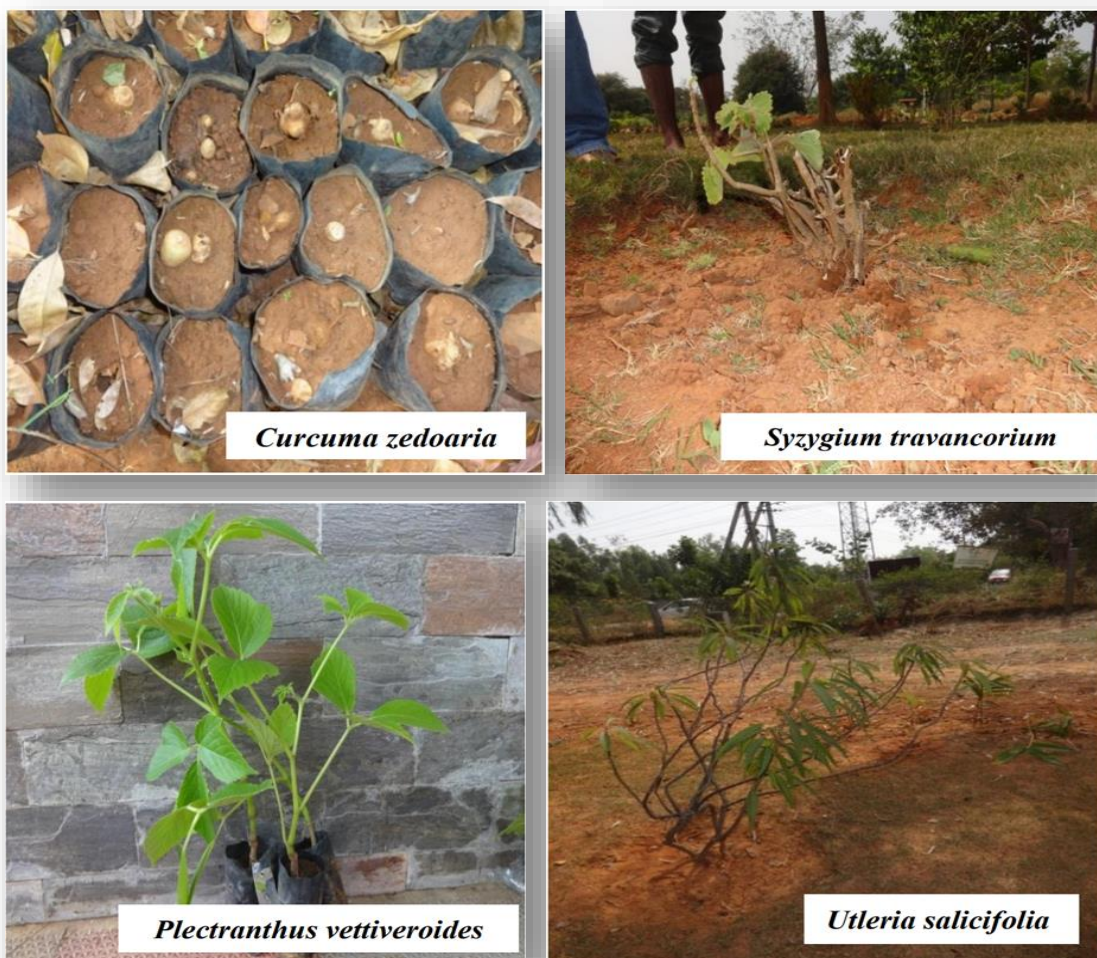 Curcuma zedoaria
Syzygium travancorium
Plectranthus vettiveroides
Utleria salicifolia